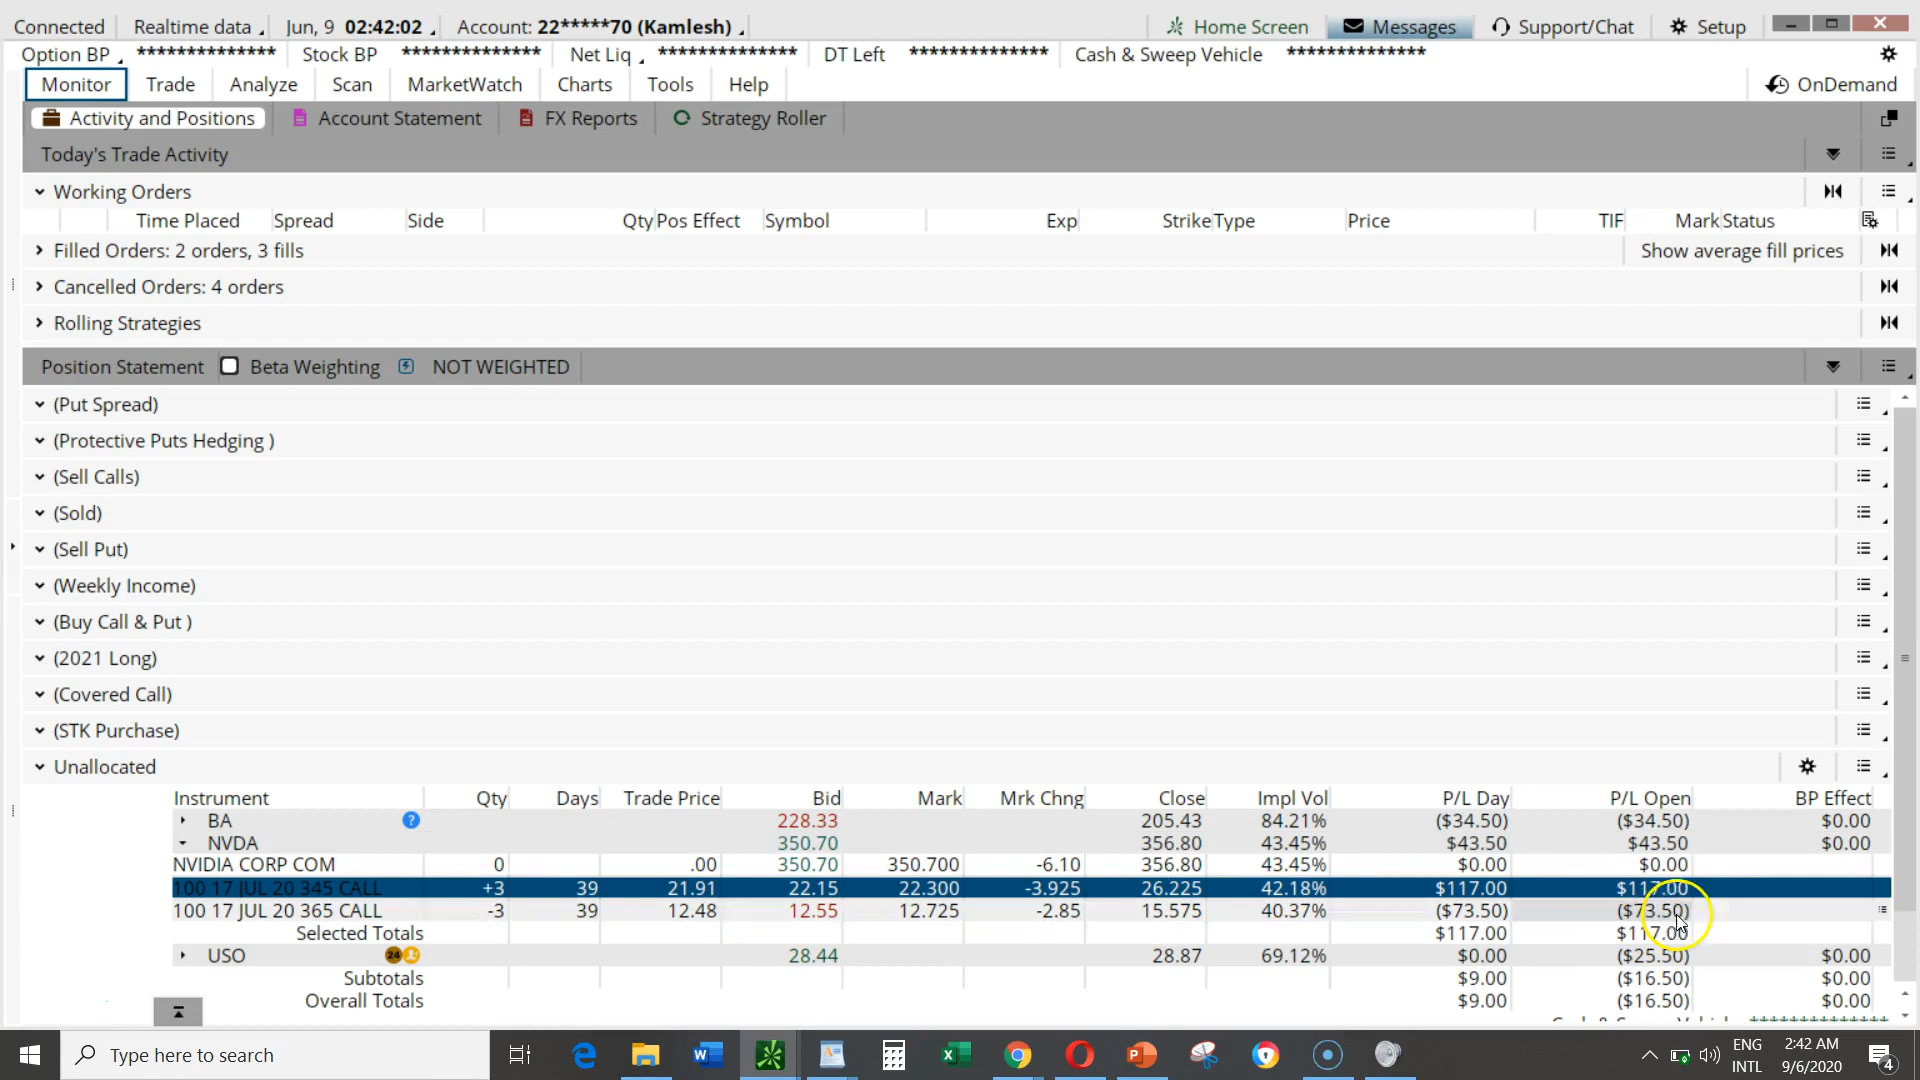 Connected Realtime data Jun, 9 02:42:02 Account: 22*****70 (Kamlesh) Home Screen Messages Support/Chat Setup
Option BP ************** Stock BP ************** Net Liq ************** DT Left ************** Cash & Sweep Vehicle **************
Monitor Trade Analyze Scan MarketWatch Charts Tools Help OnDemand
Activity and Positions Account Statement FX Reports Strategy Roller
Today's Trade Activity
Working Orders
Time Placed Spread Side Qty Pos Effect Symbol Exp Strike Type Price TIF Mark Status
Filled Orders: 2 orders, 3 fills Show average fill prices
Cancelled Orders: 4 orders
Rolling Strategies
Position Statement Beta Weighting NOT WEIGHTED
(Put Spread)
(Protective Puts Hedging )
(Sell Calls)
(Sold)
(Sell Put)
(Weekly Income)
(Buy Call & Put )
(2021 Long)
(Covered Call)
(STK Purchase)
Unallocated
Instrument Qty Days Trade Price Bid Mark Mrk Chng Close Impl Vol P/L Day P/L Open BP Effect
BA ? 228.33 205.43 84.21% ($34.50) ($34.50) $0.00
NVDA 350.70 356.80 43.45% $43.50 $43.50 $0.00
NVIDIA CORP COM 0 .00 350.70 350.700 -6.10 356.80 43.45% $0.00 $0.00
100 17 JUL 20 345 CALL +3 39 21.91 22.15 22.300 -3.925 26.225 42.18% $117.00 $117.00
100 17 JUL 20 365 CALL -3 39 12.48 12.55 12.725 -2.85 15.575 40.37% ($73.50) ($73.50)
Selected Totals $117.00 $117.00
USO 24 28.44 28.87 69.12% $0.00 ($25.50) $0.00
Subtotals $9.00 ($16.50) $0.00
Overall Totals $9.00 ($16.50) $0.00
Type here to search ENG 2:42 AM
INTL 9/6/2020 4